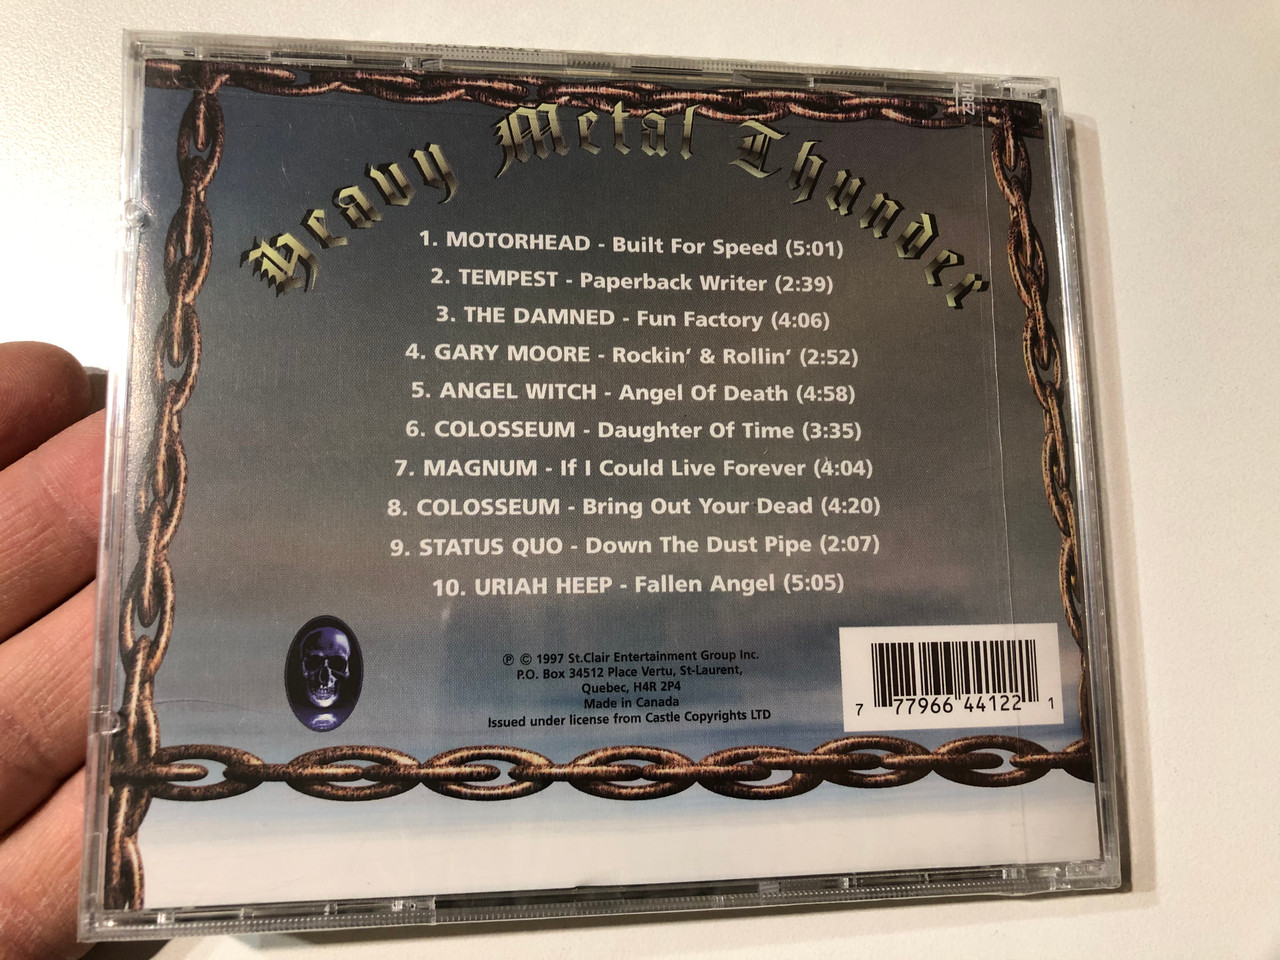 Heavy Metal Thunder
1. MOTORHEAD - Built For Speed (5:01)
2. TEMPEST - Paperback Writer (2:39)
3. THE DAMNED - Fun Factory (4:06)
4. GARY MOORE - Rockin' & Rollin' (2:52)
5. ANGEL WITCH - Angel Of Death (4:58)
6. COLOSSEUM - Daughter Of Time (3:35)
7. MAGNUM - If I Could Live Forever (4:04)
8. COLOSSEUM - Bring Out Your Dead (4:20)
9. STATUS QUO - Down The Dust Pipe (2:07)
10. URIAH HEEP - Fallen Angel (5:05)
℗ © 1997 St.Clair Entertainment Group Inc.
P.O. Box 34512 Place Vertu, St-Laurent,
Quebec, H4R 2P4
Made in Canada
Issued under license from Castle Copyrights LTD
7 77966 44122 1